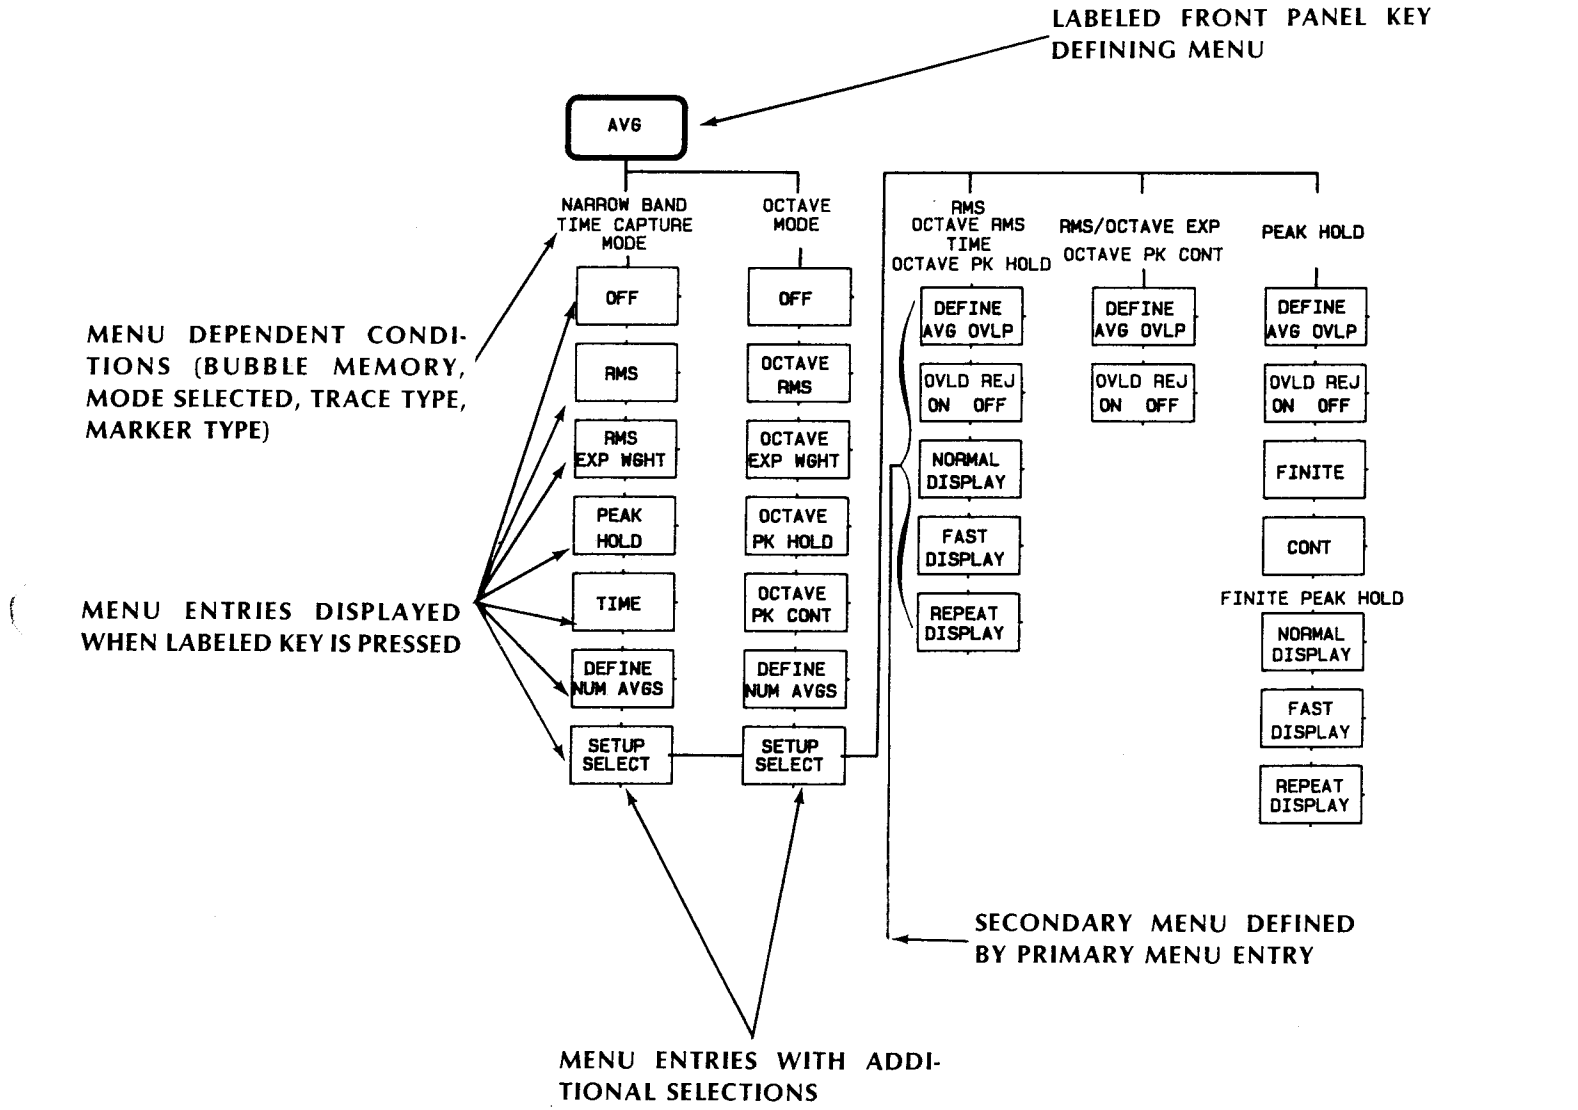 LABELED FRONT PANEL KEY
DEFINING MENU
AVG
NARROW BAND
TIME CAPTURE
MODE
OFF
RMS
RMS
EXP WGHT
PEAK
HOLD
TIME
DEFINE
NUM AVGS
SETUP
SELECT
OCTAVE
MODE
OFF
OCTAVE
RMS
OCTAVE
EXP WGHT
OCTAVE
PK HOLD
OCTAVE
PK CONT
DEFINE
NUM AVGS
SETUP
SELECT
RMS
OCTAVE RMS
TIME
OCTAVE PK HOLD
DEFINE
AVG OVLP
OVLD REJ
ON OFF
NORMAL
DISPLAY
FAST
DISPLAY
REPEAT
DISPLAY
RMS/OCTAVE EXP
OCTAVE PK CONT
DEFINE
AVG OVLP
OVLD REJ
ON OFF
PEAK HOLD
DEFINE
AVG OVLP
OVLD REJ
ON OFF
FINITE
CONT
FINITE PEAK HOLD
NORMAL
DISPLAY
FAST
DISPLAY
REPEAT
DISPLAY
MENU DEPENDENT CONDI-
TIONS (BUBBLE MEMORY,
MODE SELECTED, TRACE TYPE,
MARKER TYPE)
MENU ENTRIES DISPLAYED
WHEN LABELED KEY IS PRESSED
SECONDARY MENU DEFINED
BY PRIMARY MENU ENTRY
MENU ENTRIES WITH ADDI-
TIONAL SELECTIONS